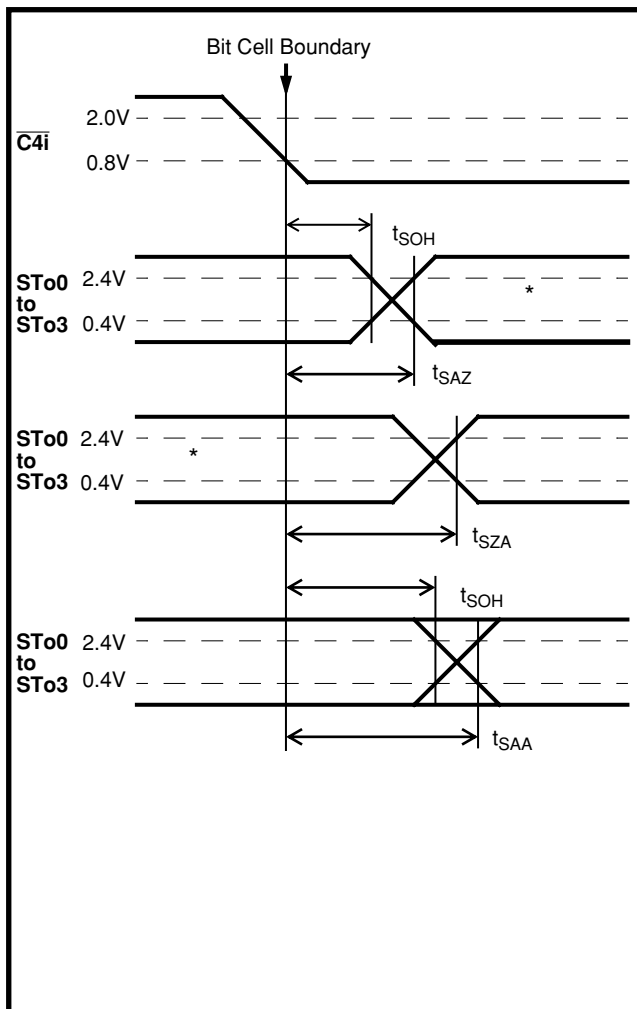 Bit Cell Boundary
C4i
2.0V
0.8V
tSOH
STo0
to
STo3
2.4V
0.4V
*
tSAZ
STo0
to
STo3
2.4V
0.4V
*
tSZA
tSOH
STo0
to
STo3
2.4V
0.4V
tSAA